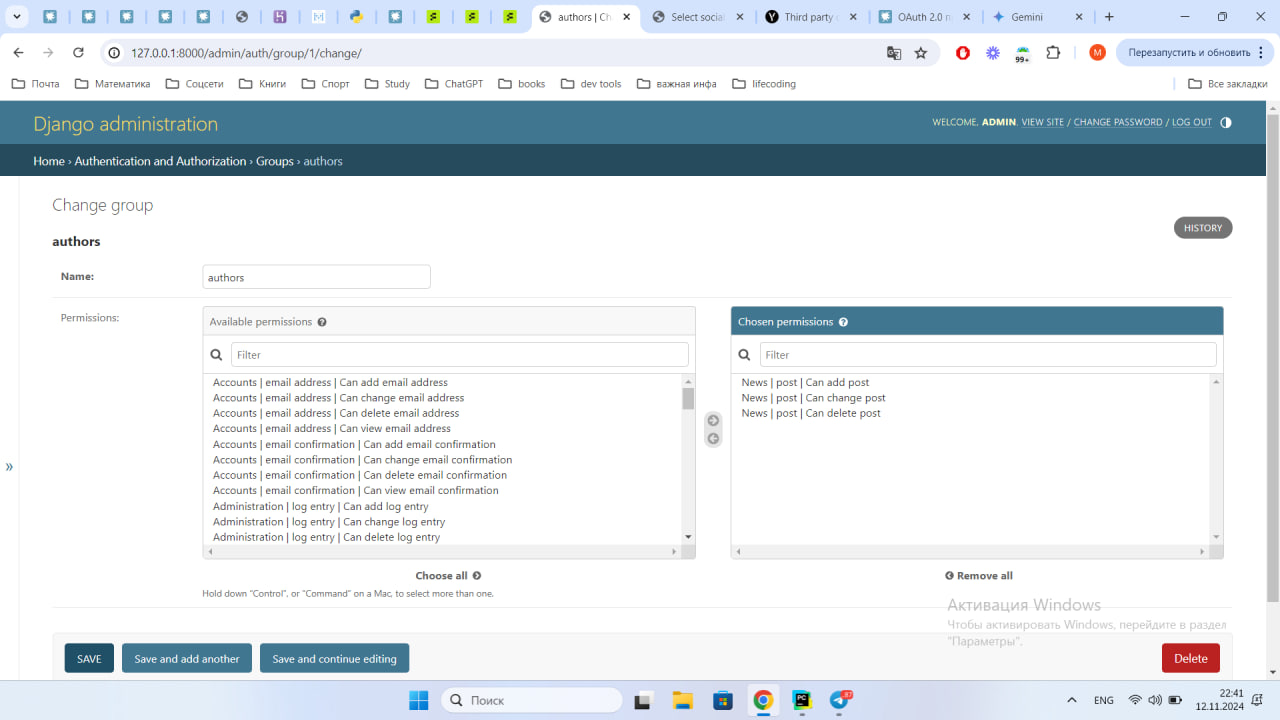 authors | Ch
Select social
Third party
OAuth 2.0 п
Gemini
127.0.0.1:8000/admin/auth/group/1/change/
99+
M
Перезапустить и обновить
Почта
Математика
Соцсети
Книги
Спорт
Study
ChatGPT
books
dev tools
важная инфа
lifecoding
Все закладки
Django administration
WELCOME, ADMIN. VIEW SITE / CHANGE PASSWORD / LOG OUT
Home › Authentication and Authorization › Groups › authors
Change group
HISTORY
authors
Name:
authors
Permissions:
Available permissions
Filter
Accounts | email address | Can add email address
Accounts | email address | Can change email address
Accounts | email address | Can delete email address
Accounts | email address | Can view email address
Accounts | email confirmation | Can add email confirmation
Accounts | email confirmation | Can change email confirmation
Accounts | email confirmation | Can delete email confirmation
Accounts | email confirmation | Can view email confirmation
Administration | log entry | Can add log entry
Administration | log entry | Can change log entry
Administration | log entry | Can delete log entry
Choose all
Hold down “Control”, or “Command” on a Mac, to select more than one.
Chosen permissions
Filter
News | post | Can add post
News | post | Can change post
News | post | Can delete post
Remove all
»
Активация Windows
Чтобы активировать Windows, перейдите в раздел
"Параметры".
SAVE
Save and add another
Save and continue editing
Delete
Поиск
PC
87
ENG
22:41
12.11.2024